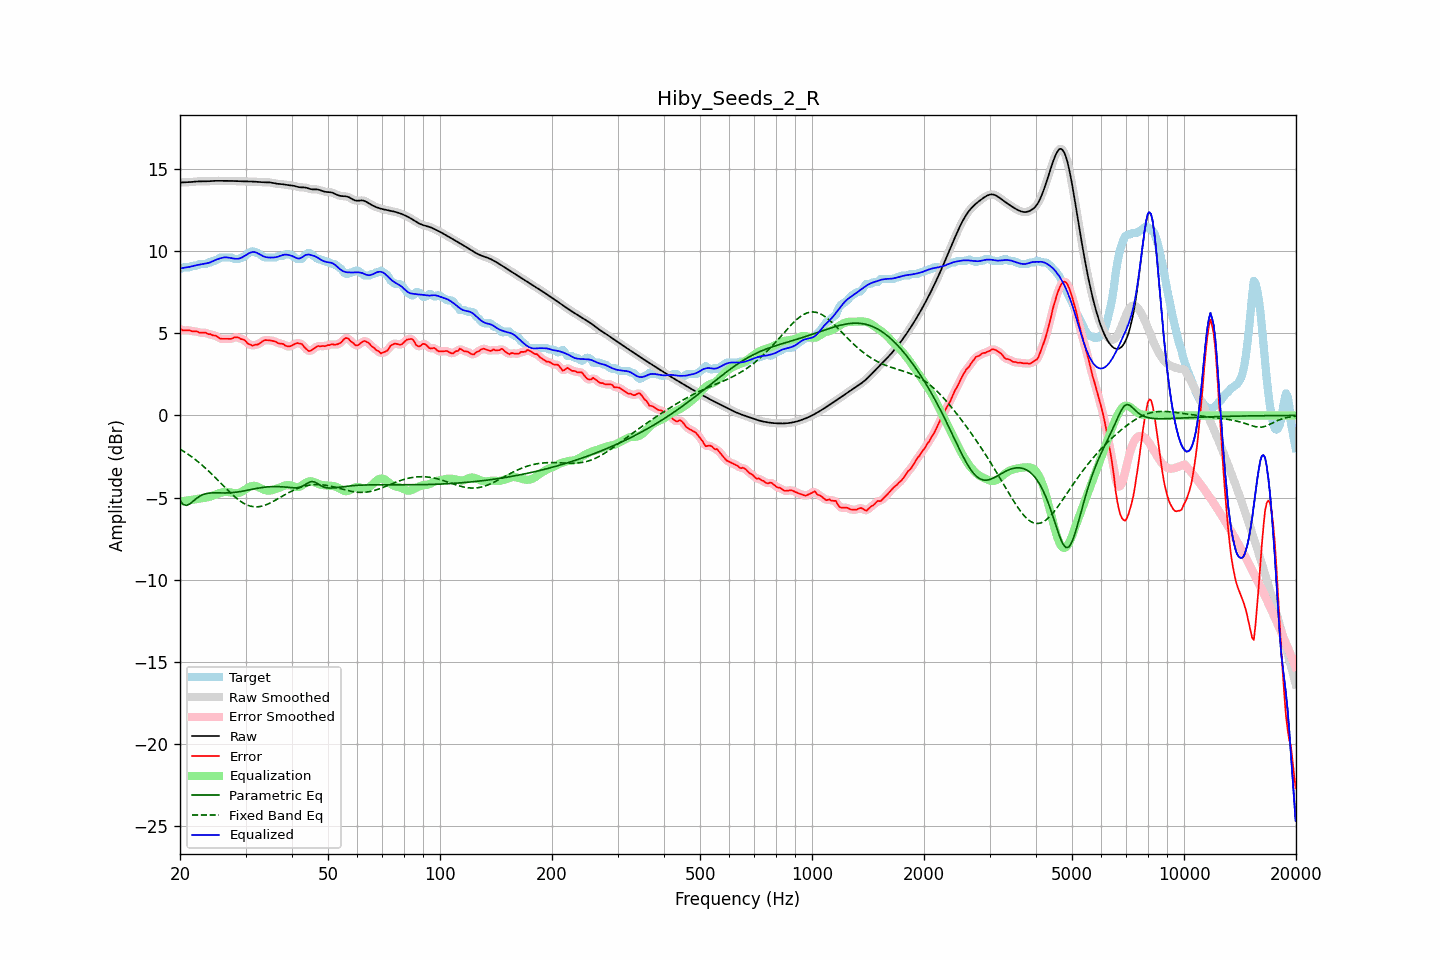 Hiby_Seeds_2_R
Amplitude (dBr)
15
10
5
0
−5
−10
−15
−20
−25
Target
Raw Smoothed
Error Smoothed
Raw
Error
Equalization
Parametric Eq
Fixed Band Eq
Equalized
20 50 100 200 500 1000 2000 5000 10000 20000
Frequency (Hz)